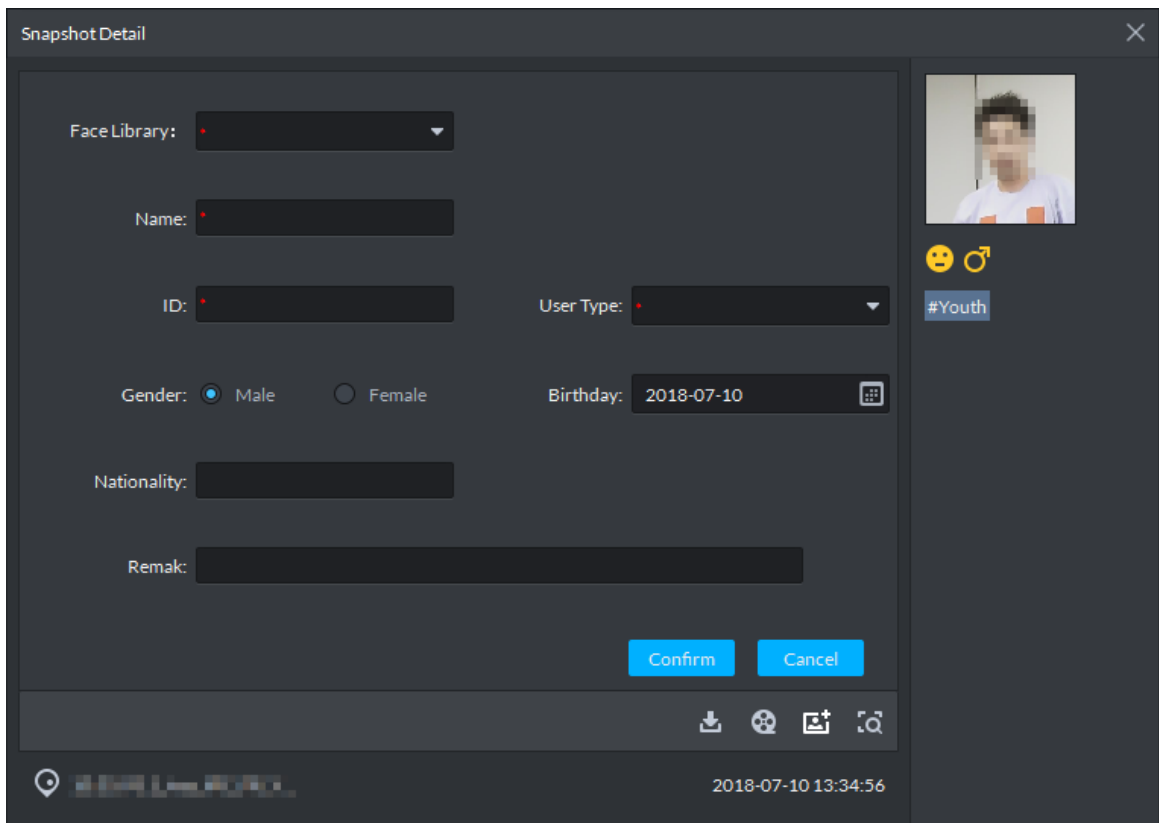 Snapshot Detail
Face Library:
Name:
ID:
User Type:
Gender: Male Female
Birthday: 2018-07-10
Nationality:
Remak:
Confirm Cancel
2018-07-10 13:34:56
#Youth